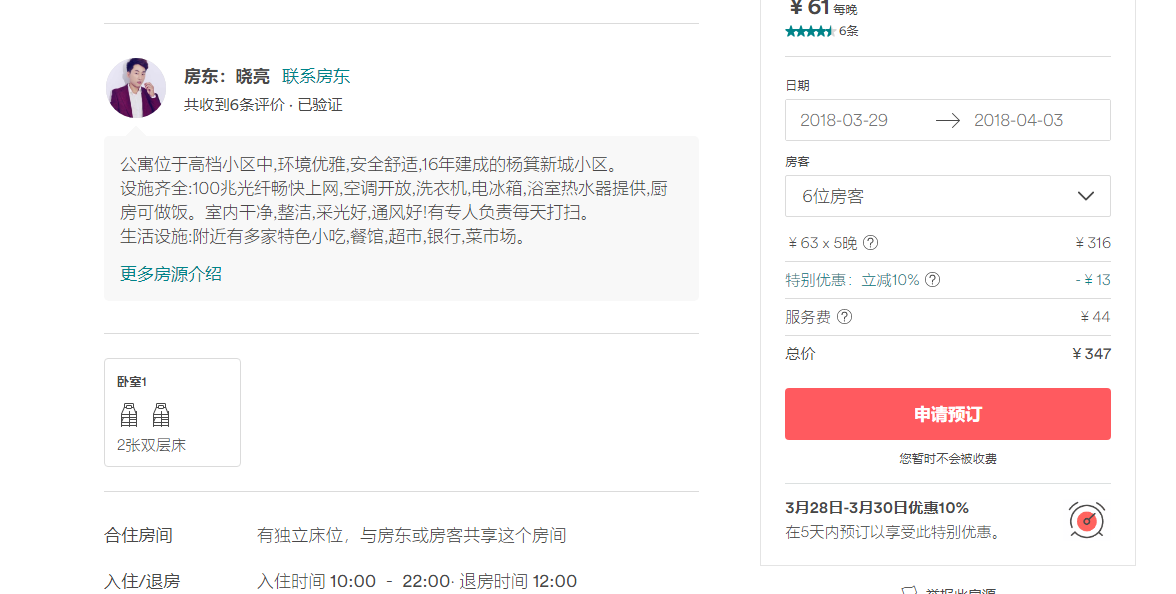 房东：晓亮 联系房东
共收到6条评价 · 已验证
公寓位于高档小区中,环境优雅,安全舒适,16年建成的杨箕新城小区。
设施齐全:100兆光纤畅快上网,空调开放,洗衣机,电冰箱,浴室热水器提供,厨
房可做饭。室内干净,整洁,采光好,通风好!有专人负责每天打扫。
生活设施:附近有多家特色小吃,餐馆,超市,银行,菜市场。
更多房源介绍
卧室1
2张双层床
合住房间 有独立床位，与房东或房客共享这个房间
入住/退房 入住时间 10:00 - 22:00· 退房时间 12:00
¥ 61 每晚
6条
日期
2018-03-29 → 2018-04-03
房客
6位房客
¥ 63 x 5晚 ? ¥ 316
特别优惠：立减10% ? - ¥ 13
服务费 ? ¥ 44
总价 ¥ 347
申请预订
您暂时不会被收费
3月28日-3月30日优惠10%
在5天内预订以享受此特别优惠。
举报此房源